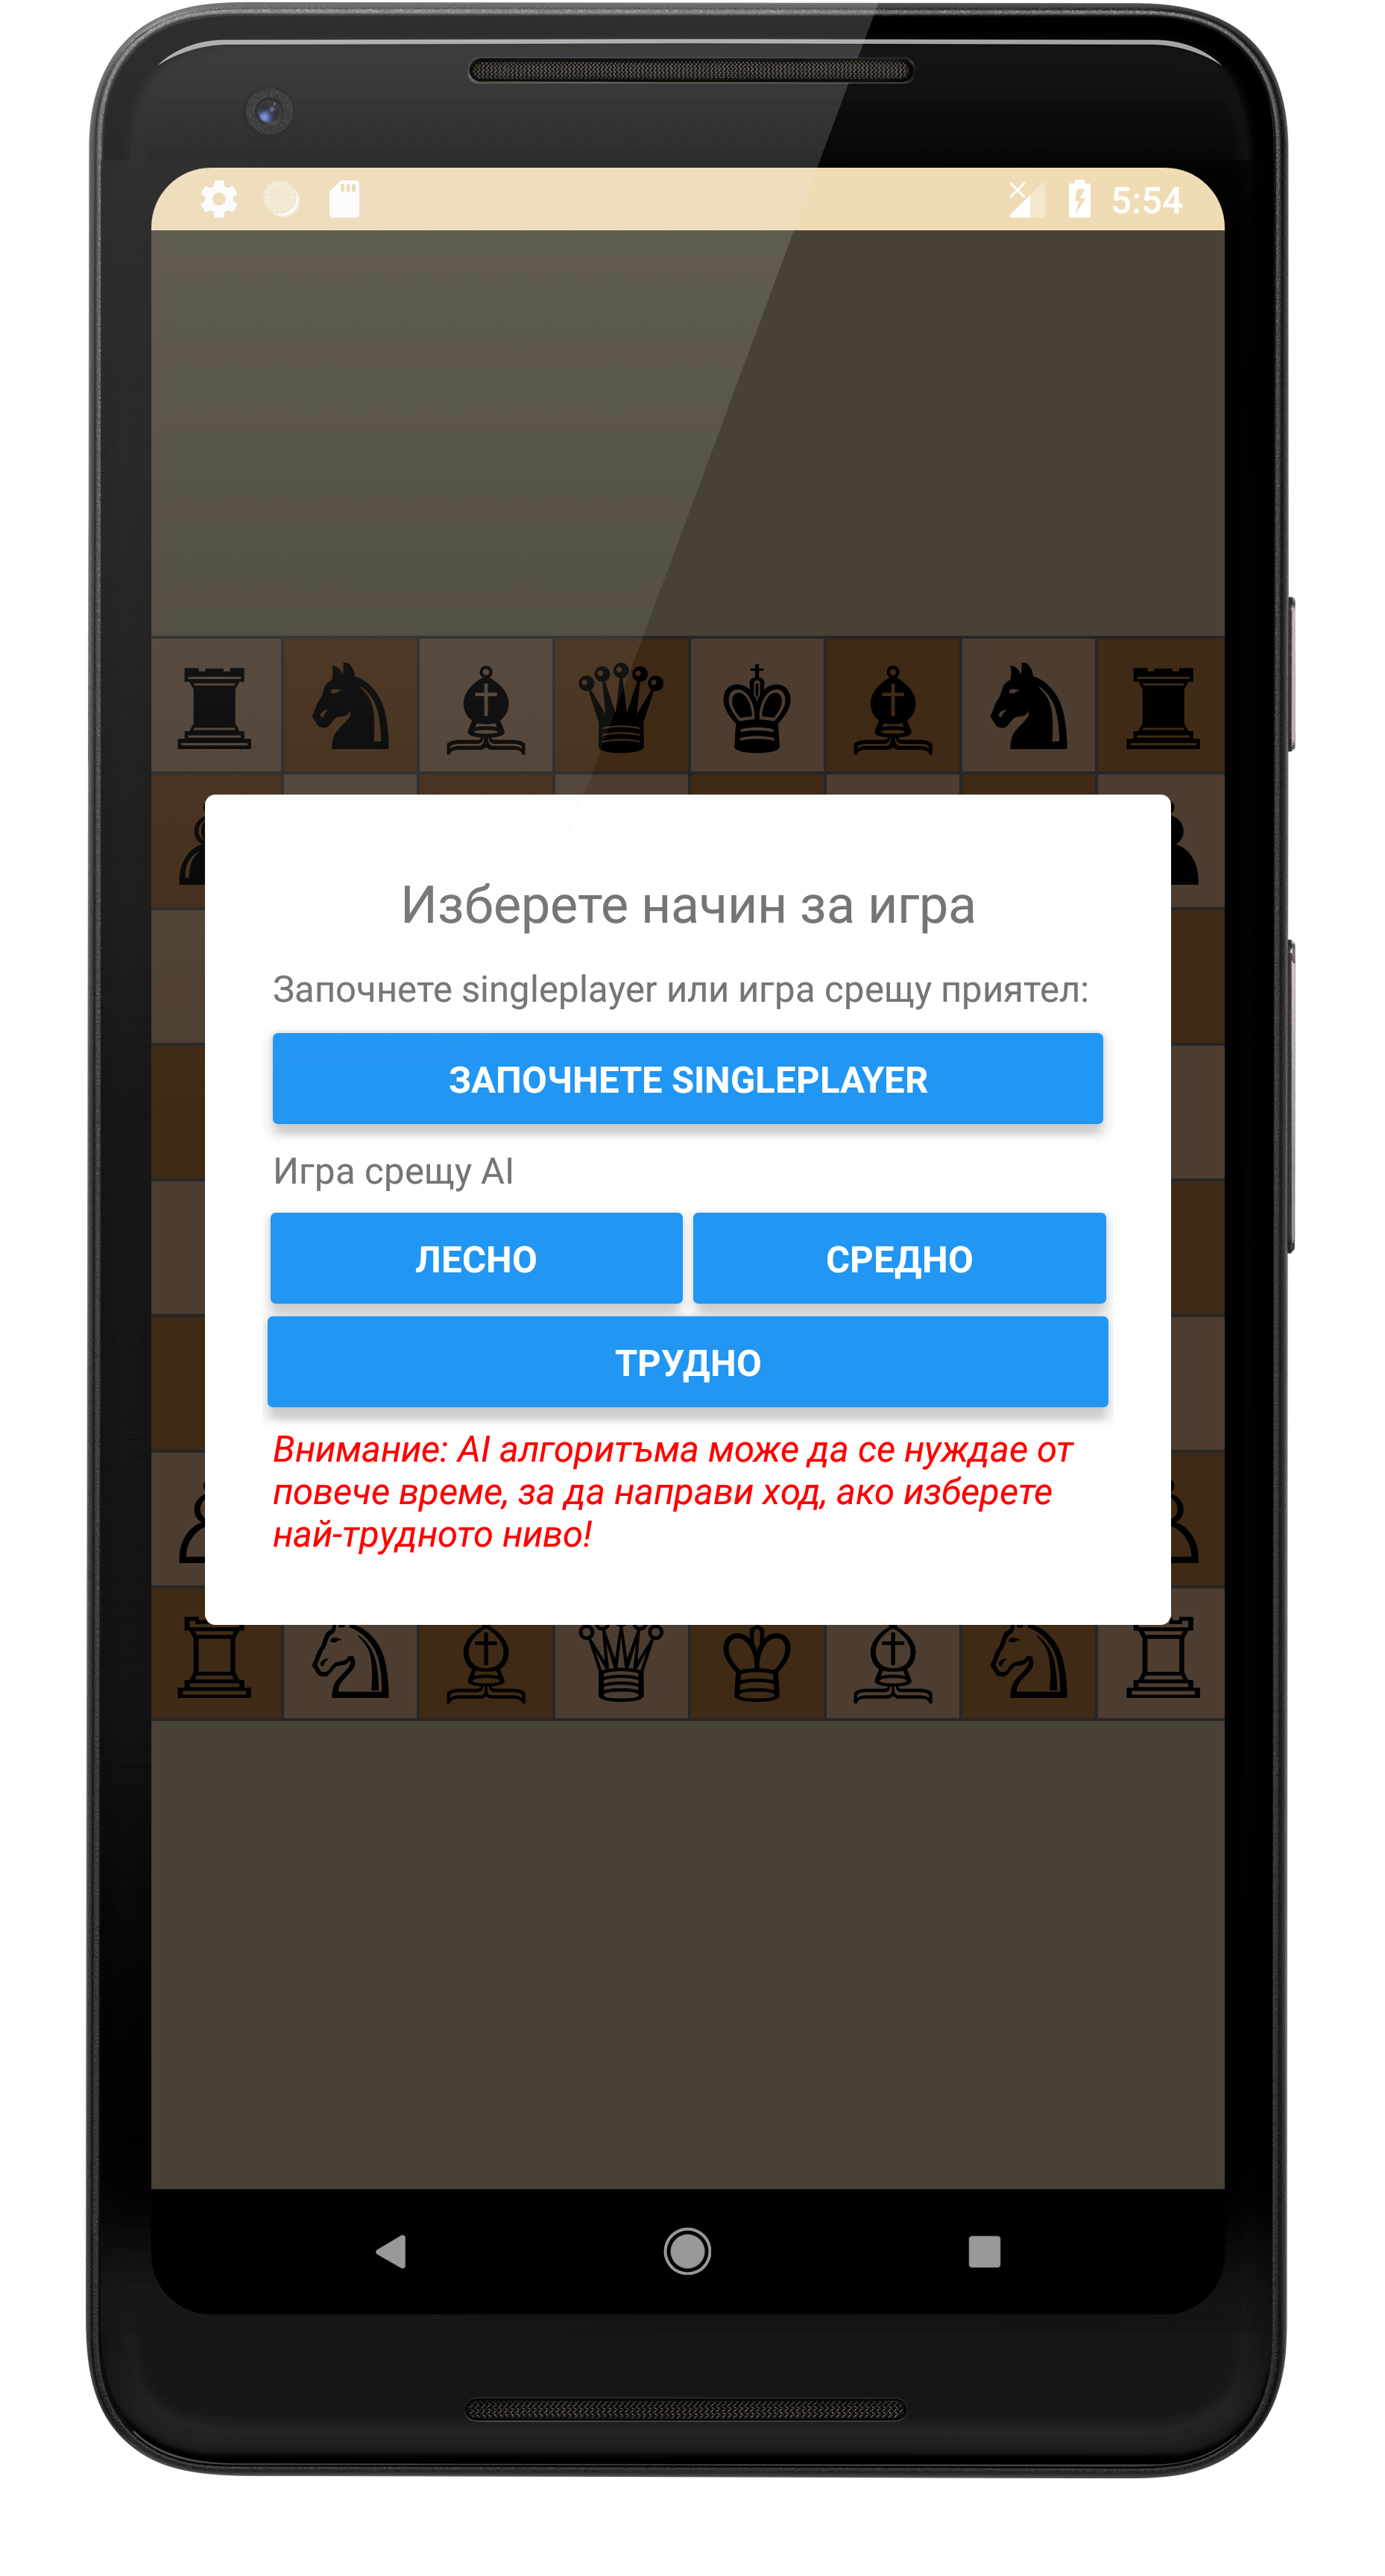 5:54
Изберете начин за игра
Започнете singleplayer или игра срещу приятел:
ЗАПОЧНЕТЕ SINGLEPLAYER
Игра срещу AI
ЛЕСНО СРЕДНО
ТРУДНО
Внимание: AI алгоритъма може да се нуждае от
повече време, за да направи ход, ако изберете
най-трудното ниво!